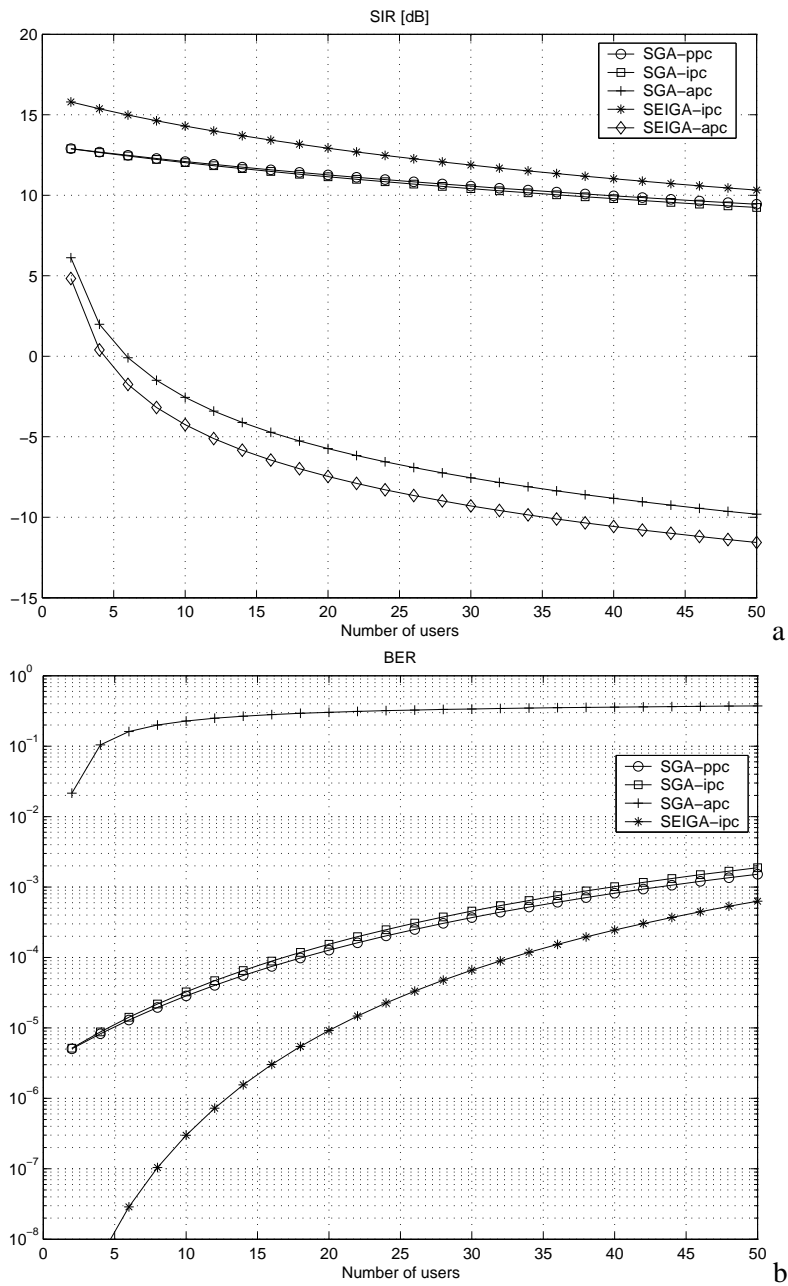 SIR [dB]
20
15
10
5
0
−5
−10
−15
SGA−ppc
SGA−ipc
SGA−apc
SEIGA−ipc
SEIGA−apc
0 5 10 15 20 25 30 35 40 45 50
Number of users
a
BER
10^0
10^−1
10^−2
10^−3
10^−4
10^−5
10^−6
10^−7
10^−8
SGA−ppc
SGA−ipc
SGA−apc
SEIGA−ipc
0 5 10 15 20 25 30 35 40 45 50
Number of users
b